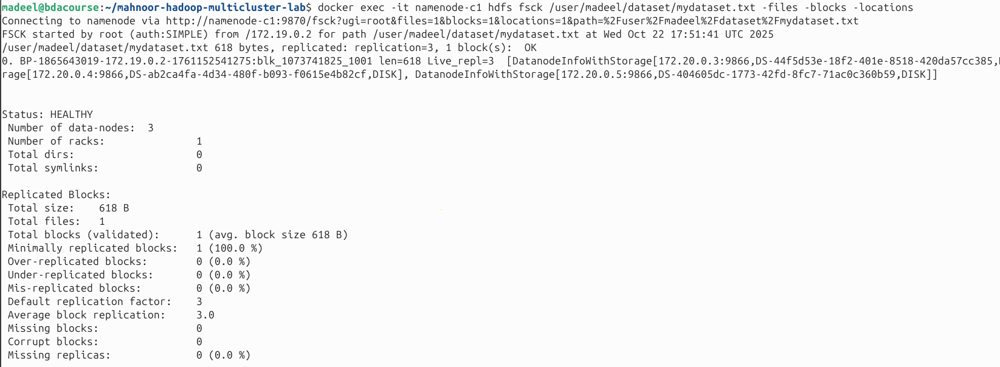 madeel@bdacourse:~/mahnoor-hadoop-multicluster-lab$ docker exec -it namenode-c1 hdfs fsck /user/madeel/dataset/mydataset.txt -files -blocks -locations
Connecting to namenode via http://namenode-c1:9870/fsck?ugi=root&files=1&blocks=1&locations=1&path=%2Fuser%2Fmadeel%2Fdataset%2Fmydataset.txt
FSCK started by root (auth:SIMPLE) from /172.19.0.2 for path /user/madeel/dataset/mydataset.txt at Wed Oct 22 17:51:41 UTC 2025
/user/madeel/dataset/mydataset.txt 618 bytes, replicated: replication=3, 1 block(s):  OK
0. BP-1865643019-172.19.0.2-1761152541275:blk_1073741825_1001 len=618 Live_repl=3  [DatanodeInfoWithStorage[172.20.0.3:9866,DS-44f5d53e-18f2-401e-8518-420da57cc385,
rage[172.20.0.4:9866,DS-ab2ca4fa-4d34-480f-b093-f0615e4b82cf,DISK], DatanodeInfoWithStorage[172.20.0.5:9866,DS-404605dc-1773-42fd-8fc7-71ac0c360b59,DISK]]
Status: HEALTHY
Number of data-nodes:  3
Number of racks:               1
Total dirs:                    0
Total symlinks:                0
Replicated Blocks:
Total size:    618 B
Total files:   1
Total blocks (validated):      1 (avg. block size 618 B)
Minimally replicated blocks:   1 (100.0 %)
Over-replicated blocks:        0 (0.0 %)
Under-replicated blocks:       0 (0.0 %)
Mis-replicated blocks:         0 (0.0 %)
Default replication factor:    3
Average block replication:     3.0
Missing blocks:                0
Corrupt blocks:                0
Missing replicas:              0 (0.0 %)